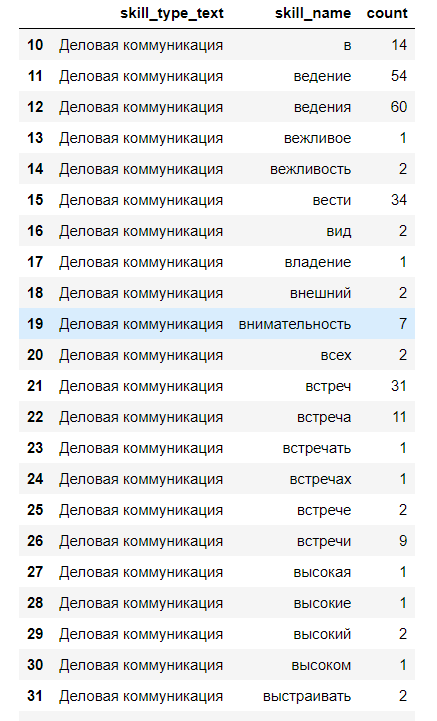 skill_type_text skill_name count
10 Деловая коммуникация в 14
11 Деловая коммуникация ведение 54
12 Деловая коммуникация ведения 60
13 Деловая коммуникация вежливое 1
14 Деловая коммуникация вежливость 2
15 Деловая коммуникация вести 34
16 Деловая коммуникация вид 2
17 Деловая коммуникация владение 1
18 Деловая коммуникация внешний 2
19 Деловая коммуникация внимательность 7
20 Деловая коммуникация всех 2
21 Деловая коммуникация встреч 31
22 Деловая коммуникация встреча 11
23 Деловая коммуникация встречать 1
24 Деловая коммуникация встречах 1
25 Деловая коммуникация встрече 2
26 Деловая коммуникация встречи 9
27 Деловая коммуникация высокая 1
28 Деловая коммуникация высокие 1
29 Деловая коммуникация высокий 2
30 Деловая коммуникация высоком 1
31 Деловая коммуникация выстраивать 2